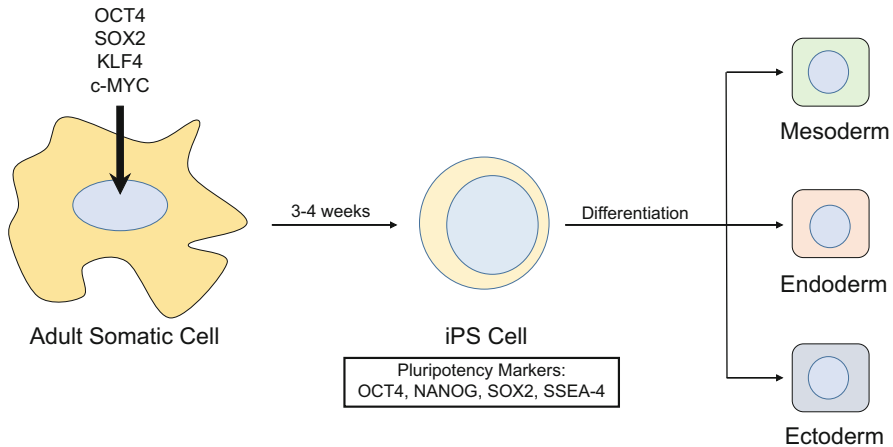 OCT4
SOX2
KLF4
c-MYC
Adult Somatic Cell
3-4 weeks
iPS Cell
Pluripotency Markers:
OCT4, NANOG, SOX2, SSEA-4
Differentiation
Mesoderm
Endoderm
Ectoderm